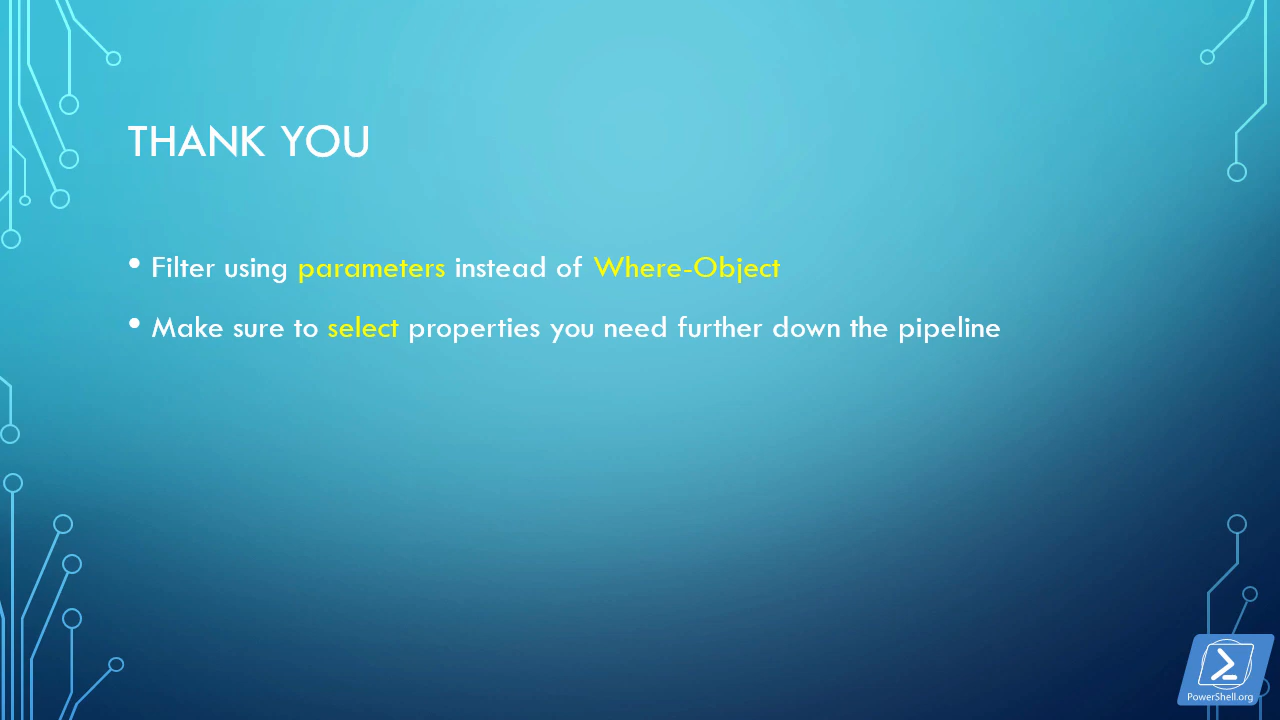 THANK YOU
• Filter using parameters instead of Where-Object
• Make sure to select properties you need further down the pipeline
PowerShell.org